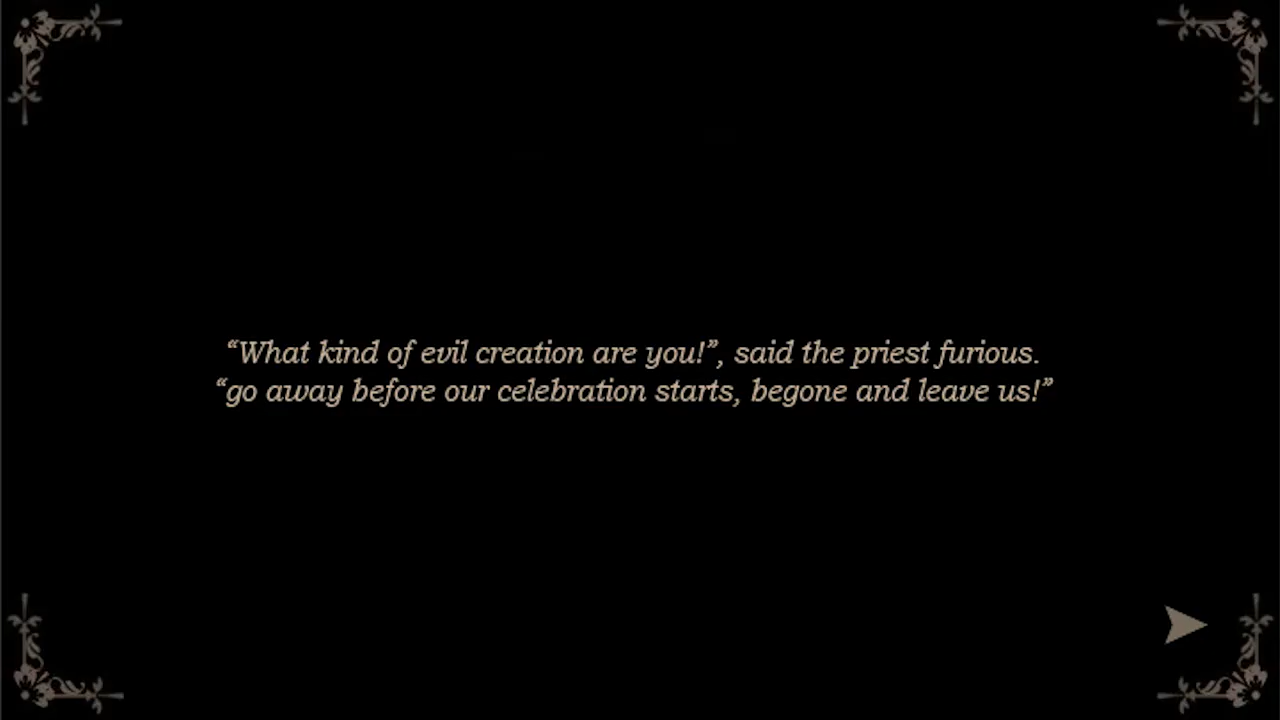 “What kind of evil creation are you!”, said the priest furious.
“go away before our celebration starts, begone and leave us!”